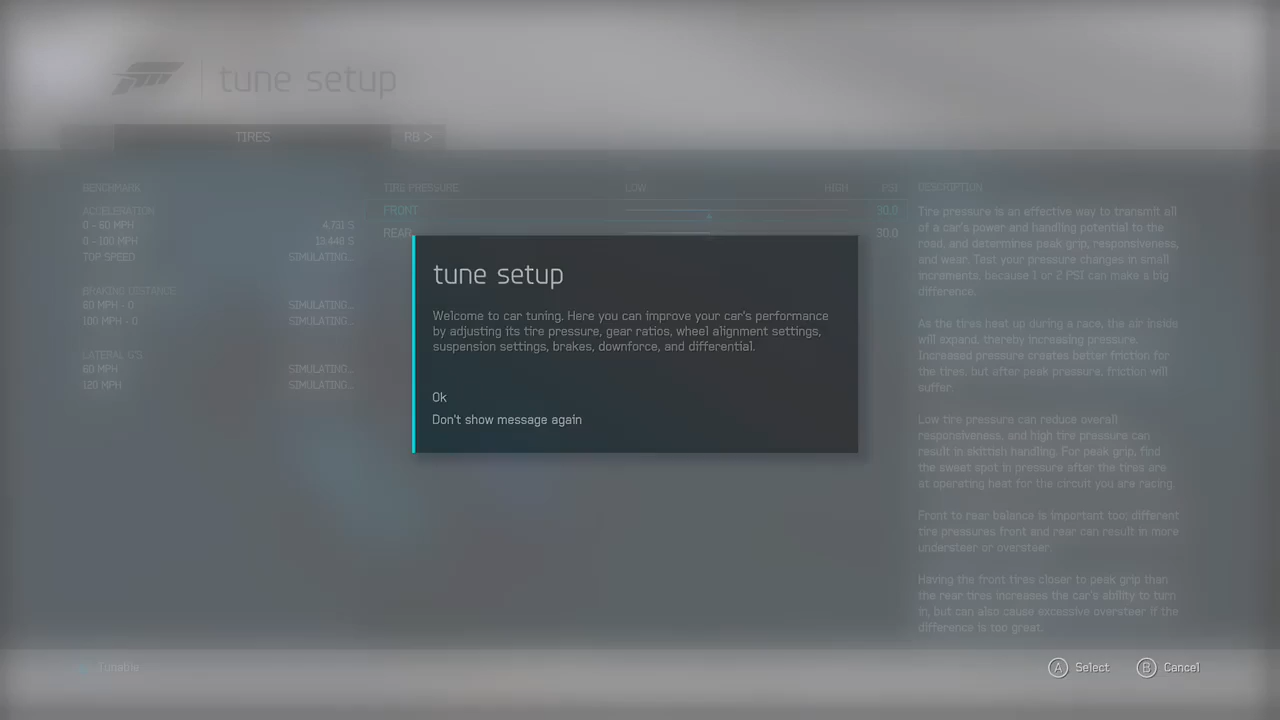 tune setup
TIRES
RB >
BENCHMARK
ACCELERATION
0 - 60 MPH 4.731 S
0 - 100 MPH 13.440 S
TOP SPEED SIMULATING...
BRAKING DISTANCE
60 MPH - 0 SIMULATING...
100 MPH - 0 SIMULATING...
LATERAL G'S
60 MPH SIMULATING...
120 MPH SIMULATING...
TIRE PRESSURE LOW HIGH PSI
FRONT 30.0
REAR 30.0
tune setup
Welcome to car tuning. Here you can improve your car's performance
by adjusting its tire pressure, gear ratios, wheel alignment settings,
suspension settings, brakes, downforce, and differential.
Ok
Don't show message again
DESCRIPTION
Tire pressure is an effective way to transmit all
of a car's power and handling potential to the
road, and determines peak grip, responsiveness,
and wear. Test your pressure changes in small
increments, because 1 or 2 PSI can make a big
difference.
As the tires heat up during a race, the air inside
will expand, thereby increasing pressure.
Increased pressure creates better friction for
the tires, but after peak pressure, friction will
suffer.
Low tire pressure can reduce overall
responsiveness, and high tire pressure can
result in skittish handling. For peak grip, find
the sweet spot in pressure after the tires are
at operating heat for the circuit you are racing.
Front to rear balance is important too; different
tire pressures front and rear can result in more
understeer or oversteer.
Having the front tires closer to peak grip than
the rear tires increases the car's ability to turn
in, but can also cause excessive oversteer if the
difference is too great.
Tunable
A Select B Cancel